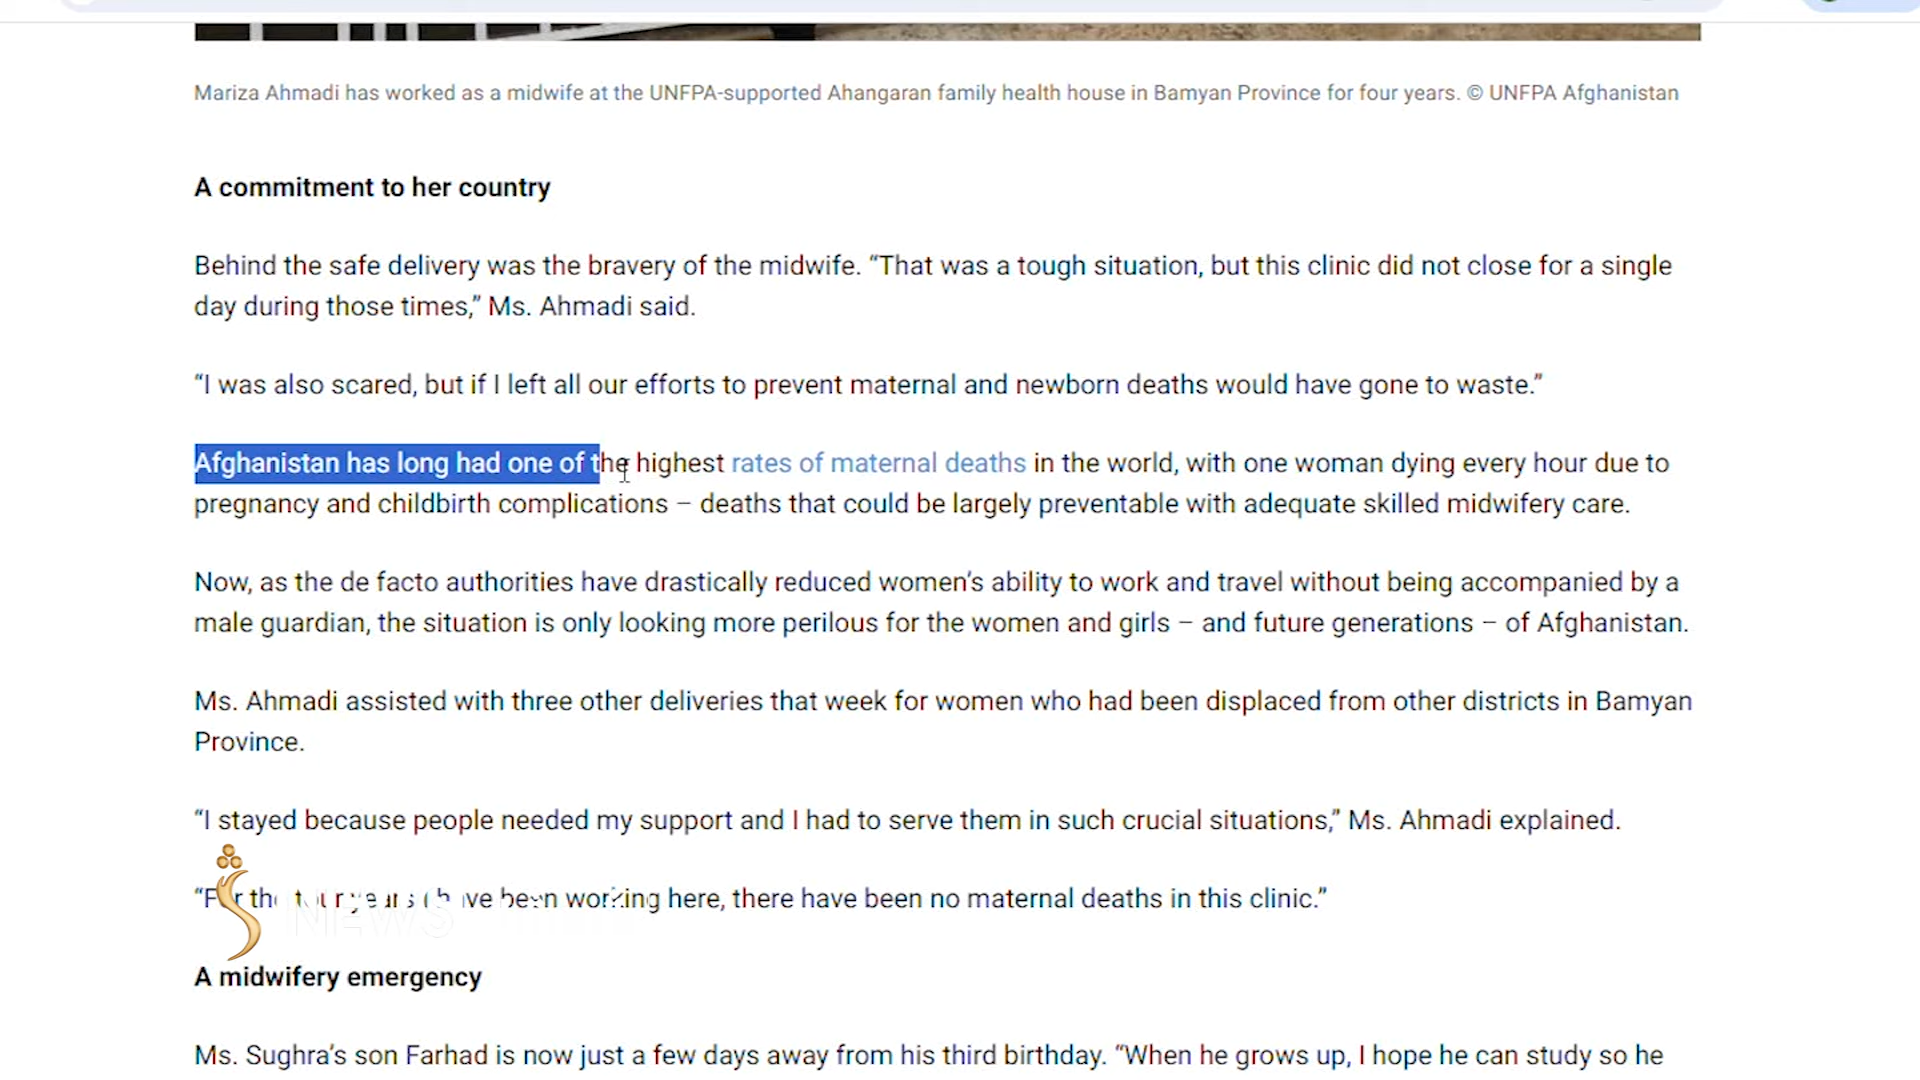 Mariza Ahmadi has worked as a midwife at the UNFPA-supported Ahangaran family health house in Bamyan Province for four years. © UNFPA Afghanistan
A commitment to her country
Behind the safe delivery was the bravery of the midwife. “That was a tough situation, but this clinic did not close for a single
day during those times,” Ms. Ahmadi said.
“I was also scared, but if I left all our efforts to prevent maternal and newborn deaths would have gone to waste.”
Afghanistan has long had one of the highest rates of maternal deaths in the world, with one woman dying every hour due to
pregnancy and childbirth complications – deaths that could be largely preventable with adequate skilled midwifery care.
Now, as the de facto authorities have drastically reduced women’s ability to work and travel without being accompanied by a
male guardian, the situation is only looking more perilous for the women and girls – and future generations – of Afghanistan.
Ms. Ahmadi assisted with three other deliveries that week for women who had been displaced from other districts in Bamyan
Province.
“I stayed because people needed my support and I had to serve them in such crucial situations,” Ms. Ahmadi explained.
been working here, there have been no maternal deaths in this clinic.”
NEWS
A midwifery emergency
Ms. Sughra’s son Farhad is now just a few days away from his third birthday. “When he grows up, I hope he can study so he